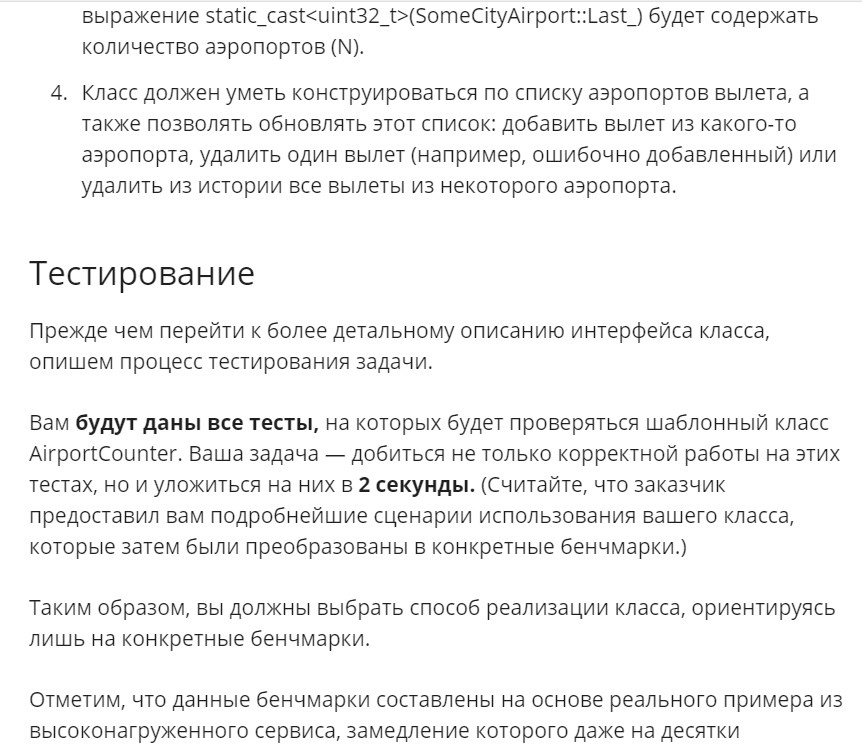 выражение static_cast<uint32_t>(SomeCityAirport::Last_) будет содержать
количество аэропортов (N).
4. Класс должен уметь конструироваться по списку аэропортов вылета, а
также позволять обновлять этот список: добавить вылет из какого-то
аэропорта, удалить один вылет (например, ошибочно добавленный) или
удалить из истории все вылеты из некоторого аэропорта.
Тестирование
Прежде чем перейти к более детальному описанию интерфейса класса,
опишем процесс тестирования задачи.
Вам будут даны все тесты, на которых будет проверяться шаблонный класс
AirportCounter. Ваша задача — добиться не только корректной работы на этих
тестах, но и уложиться на них в 2 секунды. (Считайте, что заказчик
предоставил вам подробнейшие сценарии использования вашего класса,
которые затем были преобразованы в конкретные бенчмарки.)
Таким образом, вы должны выбрать способ реализации класса, ориентируясь
лишь на конкретные бенчмарки.
Отметим, что данные бенчмарки составлены на основе реального примера из
высоконагруженного сервиса, замедление которого даже на десятки